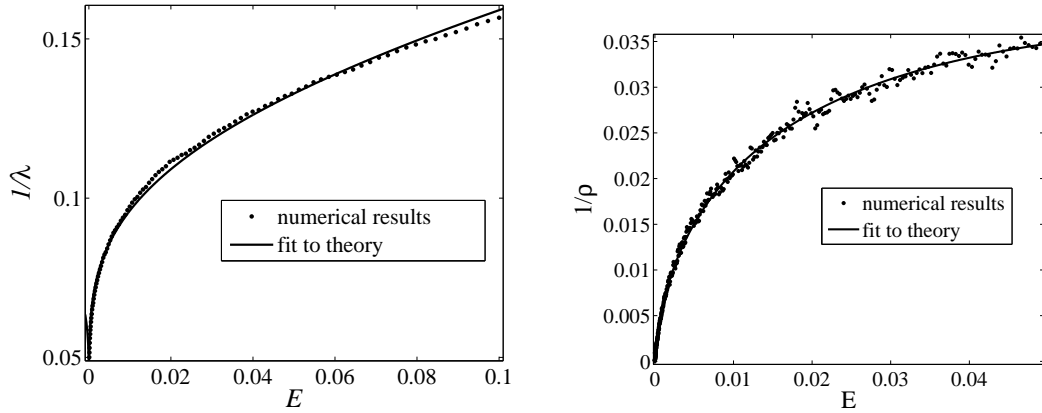 0.15
0.1
0.05
1/λ
numerical results
fit to theory
0 0.02 0.04 0.06 0.08 0.1
E
0.035
0.03
0.025
0.02
0.015
0.01
0.005
0
1/ρ
numerical results
fit to theory
0 0.01 0.02 0.03 0.04
E